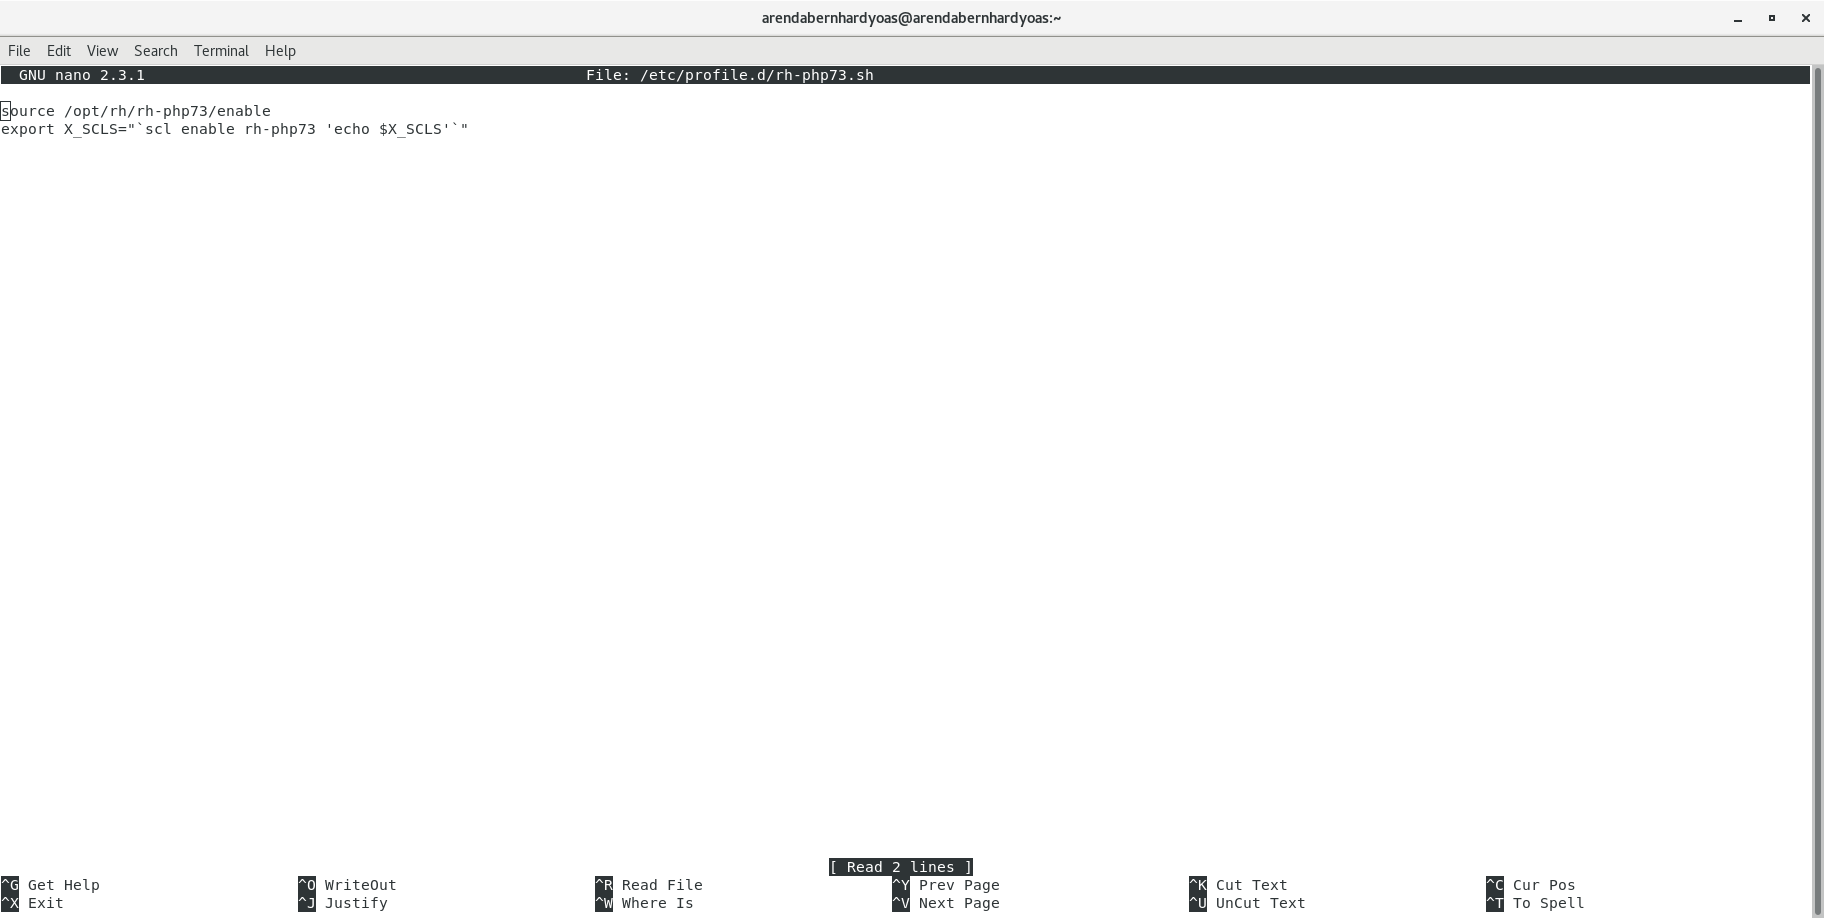 arendabernhardyoas@arendabernhardyoas:~
File Edit View Search Terminal Help
GNU nano 2.3.1 File: /etc/profile.d/rh-php73.sh
source /opt/rh/rh-php73/enable
export X_SCLS="`scl enable rh-php73 'echo $X_SCLS'`"
[ Read 2 lines ]
^G Get Help ^O WriteOut ^R Read File ^Y Prev Page ^K Cut Text ^C Cur Pos
^X Exit ^J Justify ^W Where Is ^V Next Page ^U UnCut Text ^T To Spell